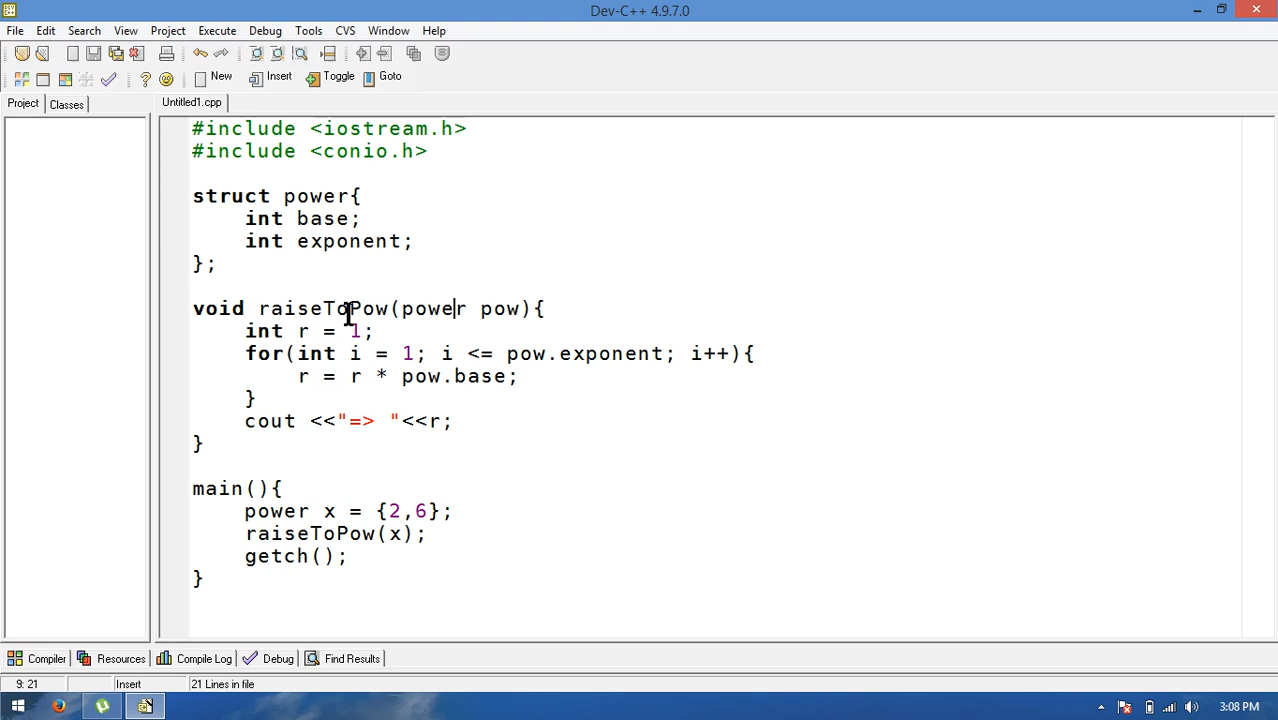 Dev-C++ 4.9.7.0
File Edit Search View Project Execute Debug Tools CVS Window Help
New Insert Toggle Goto
Project Classes Untitled1.cpp
#include <iostream.h>
#include <conio.h>
struct power{
    int base;
    int exponent;
};
void raiseToPow(power pow){
    int r = 1;
    for(int i = 1; i <= pow.exponent; i++){
        r = r * pow.base;
    }
    cout <<"=> "<<r;
}
main(){
    power x = {2,6};
    raiseToPow(x);
    getch();
}
Compiler Resources Compile Log Debug Find Results
9: 21 Insert 21 Lines in file
3:08 PM